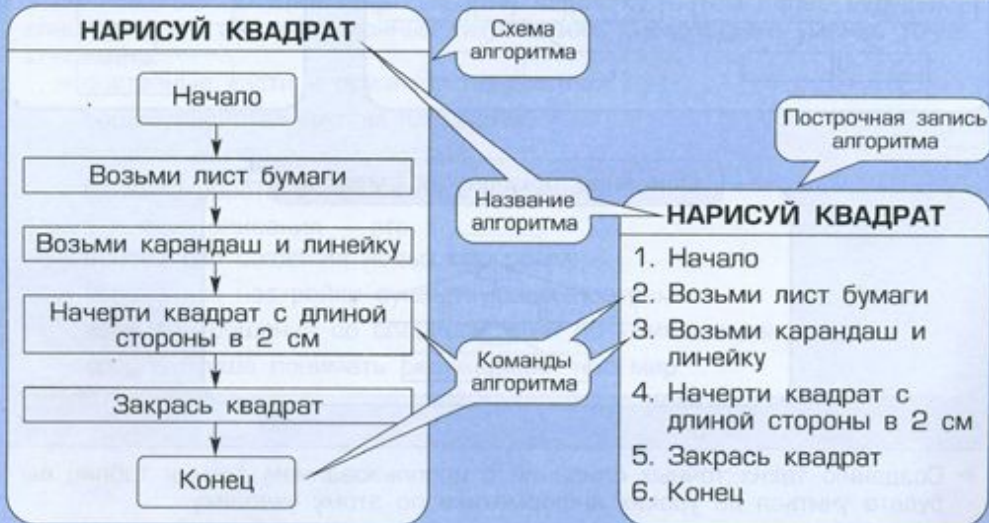 НАРИСУЙ КВАДРАТ
Начало
Возьми лист бумаги
Возьми карандаш и линейку
Начерти квадрат с длиной
стороны в 2 см
Закрась квадрат
Конец
Схема
алгоритма
Название
алгоритма
Команды
алгоритма
Построчная запись
алгоритма
НАРИСУЙ КВАДРАТ
1. Начало
2. Возьми лист бумаги
3. Возьми карандаш и
линейку
4. Начерти квадрат с
длиной стороны в 2 см
5. Закрась квадрат
6. Конец